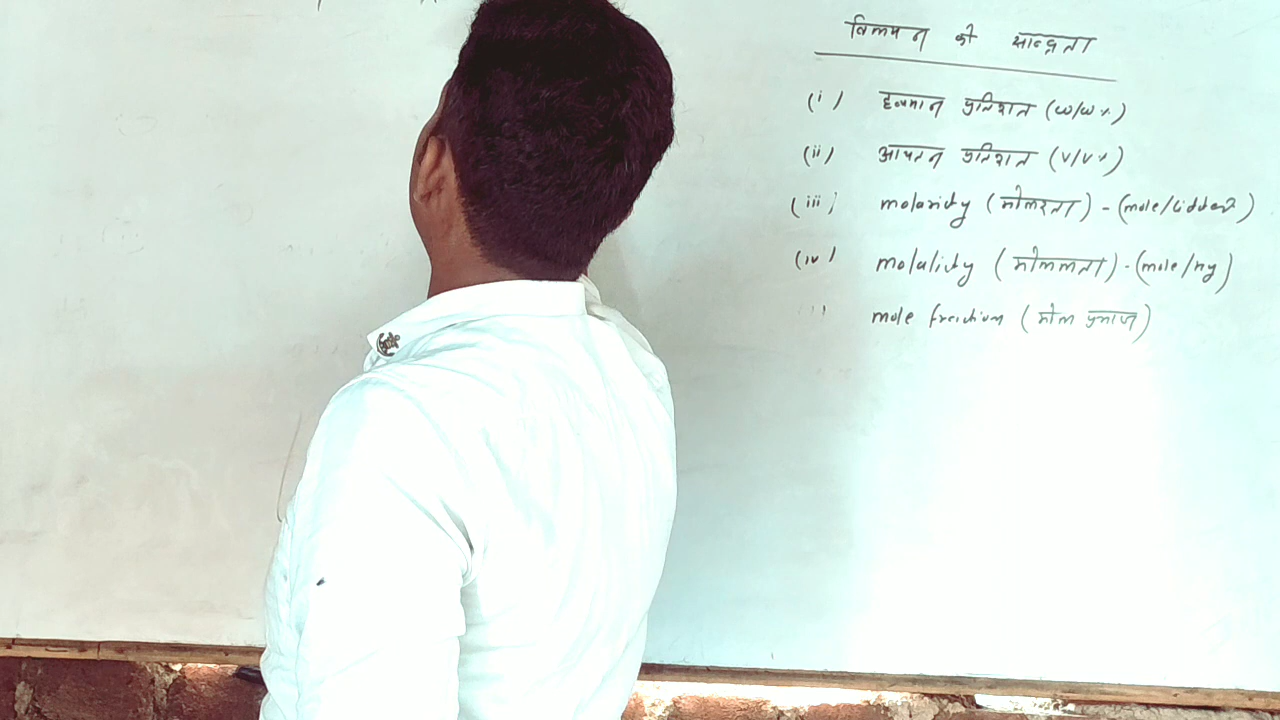 विलयन की सान्द्रता
(i) द्रव्यमान प्रतिशत (w/w%)
(ii) आयतन प्रतिशत (v/v%)
(iii) molarity (मोलरता) - (mole/
(iv) molality (मोललता) - (mole/kg)
mole fraction (मोल प्रभाज)